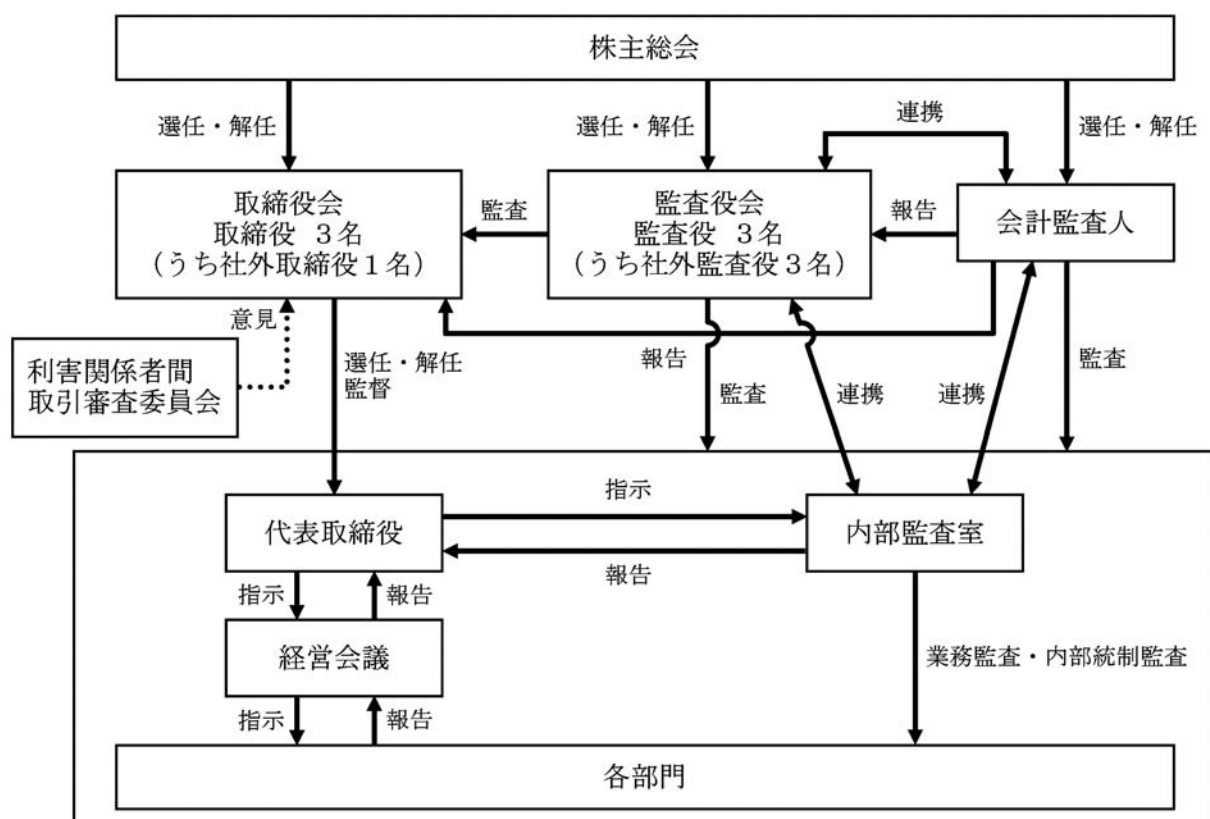 株主総会
選任・解任
選任・解任
連携
選任・解任
取締役会
取締役 3名
(うち社外取締役1名)
監査
監査役会
監査役 3名
(うち社外監査役3名)
報告
会計監査人
意見
利害関係者間
取引審査委員会
選任・解任
監督
報告
監査
連携
連携
監査
代表取締役
指示
報告
内部監査室
指示
報告
経営会議
業務監査・内部統制監査
指示
報告
各部門